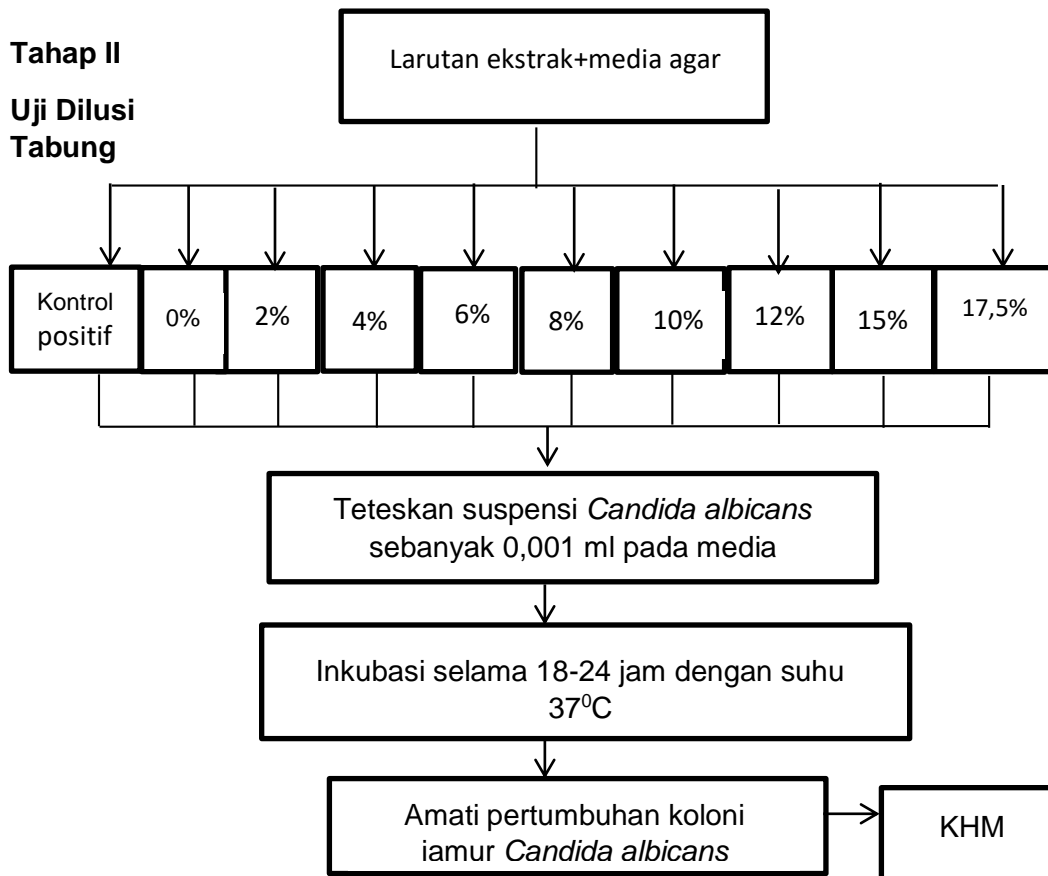 Tahap II
Uji Dilusi
Tabung
Larutan ekstrak+media agar
Kontrol
positif
0%
2%
4%
6%
8%
10%
12%
15%
17,5%
Teteskan suspensi Candida albicans
sebanyak 0,001 ml pada media
Inkubasi selama 18-24 jam dengan suhu
37⁰C
Amati pertumbuhan koloni
iamur Candida albicans
KHM